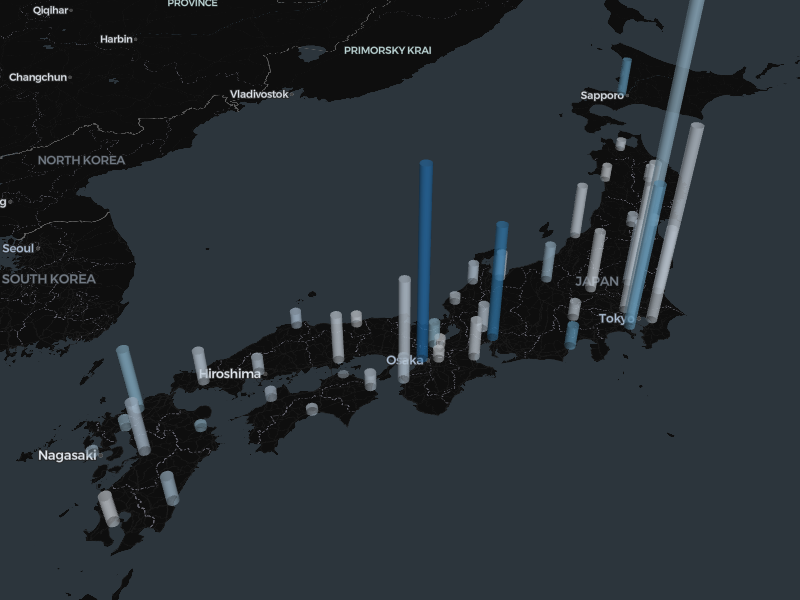 PROVINCE
Qiqihar
Harbin
PRIMORSKY KRAI
Changchun
Vladivostok
Sapporo
NORTH KOREA
g
Seoul
SOUTH KOREA
JAPAN
Tokyo
Osaka
Hiroshima
Nagasaki